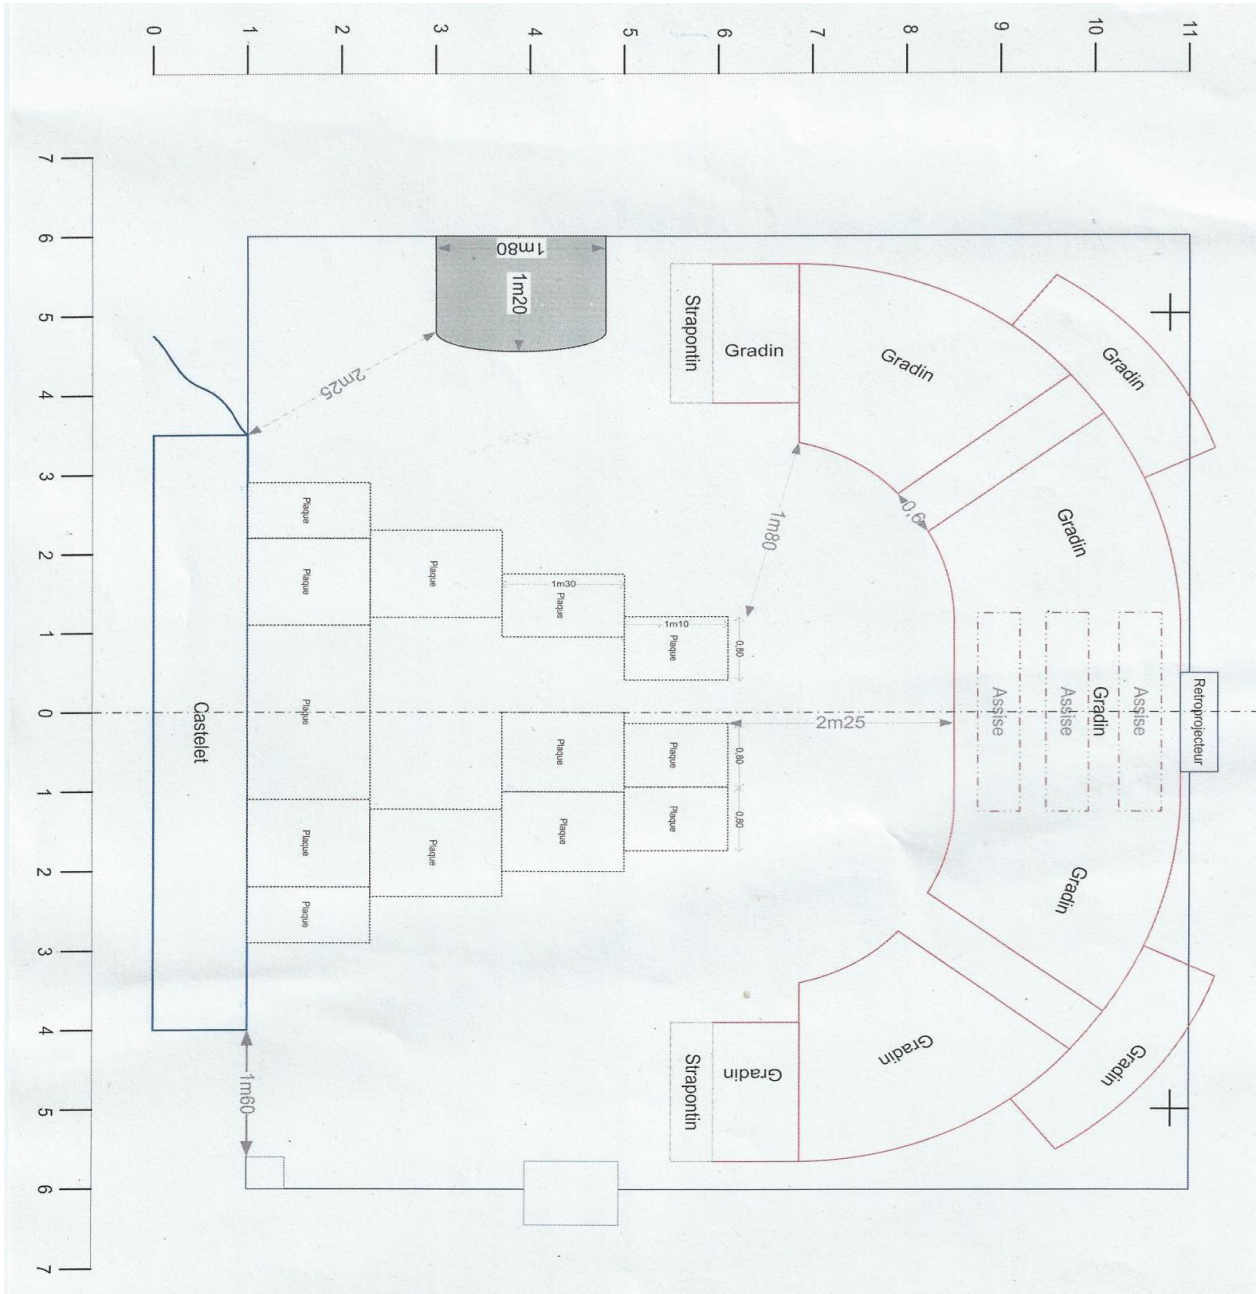 0
1
2
3
4
5
6
7
8
9
10
11
7
6
5
4
3
2
1
0
1
2
3
4
5
6
7
1m80
1m20
2m25
Strapontin
Gradin
Gradin
Gradin
0,6
1m80
Gradin
Plaque
Plaque
Plaque
1m30
Plaque
1m10
Plaque
0,80
Castelet
Plaque
Plaque
Plaque
0,80
2m25
Assise
Assise
Gradin
Assise
Retroprojecteur
Plaque
Plaque
Plaque
Plaque
0,80
Gradin
Plaque
1m60
Strapontin
Gradin
Gradin
Gradin